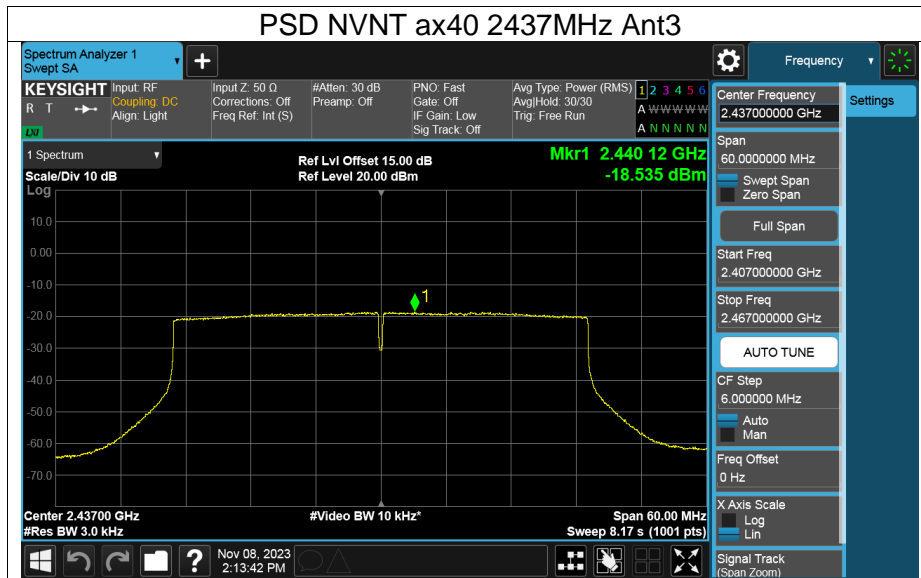 PSD NVNT ax40 2437MHz Ant3
Spectrum Analyzer 1
Swept SA
+
Frequency
KEYSIGHT
R T
LXI
Input: RF
Coupling: DC
Align: Light
Input Z: 50 Ω
Corrections: Off
Freq Ref: Int (S)
#Atten: 30 dB
Preamp: Off
PNO: Fast
Gate: Off
IF Gain: Low
Sig Track: Off
Avg Type: Power (RMS)
Avg|Hold: 30/30
Trig: Free Run
1 2 3 4 5 6
A W W W W W
A N N N N N
1 Spectrum
Scale/Div 10 dB
Log
Ref Lvl Offset 15.00 dB
Ref Level 20.00 dBm
Mkr1 2.440 12 GHz
-18.535 dBm
10.0
0.00
-10.0
-20.0
-30.0
-40.0
-50.0
-60.0
-70.0
1
Center 2.43700 GHz
#Res BW 3.0 kHz
#Video BW 10 kHz*
Span 60.00 MHz
Sweep 8.17 s (1001 pts)
Center Frequency
2.437000000 GHz
Settings
Span
60.0000000 MHz
Swept Span
Zero Span
Full Span
Start Freq
2.407000000 GHz
Stop Freq
2.467000000 GHz
AUTO TUNE
CF Step
6.000000 MHz
Auto
Man
Freq Offset
0 Hz
X Axis Scale
Log
Lin
Signal Track
(Span Zoom)
?
Nov 08, 2023
2:13:42 PM